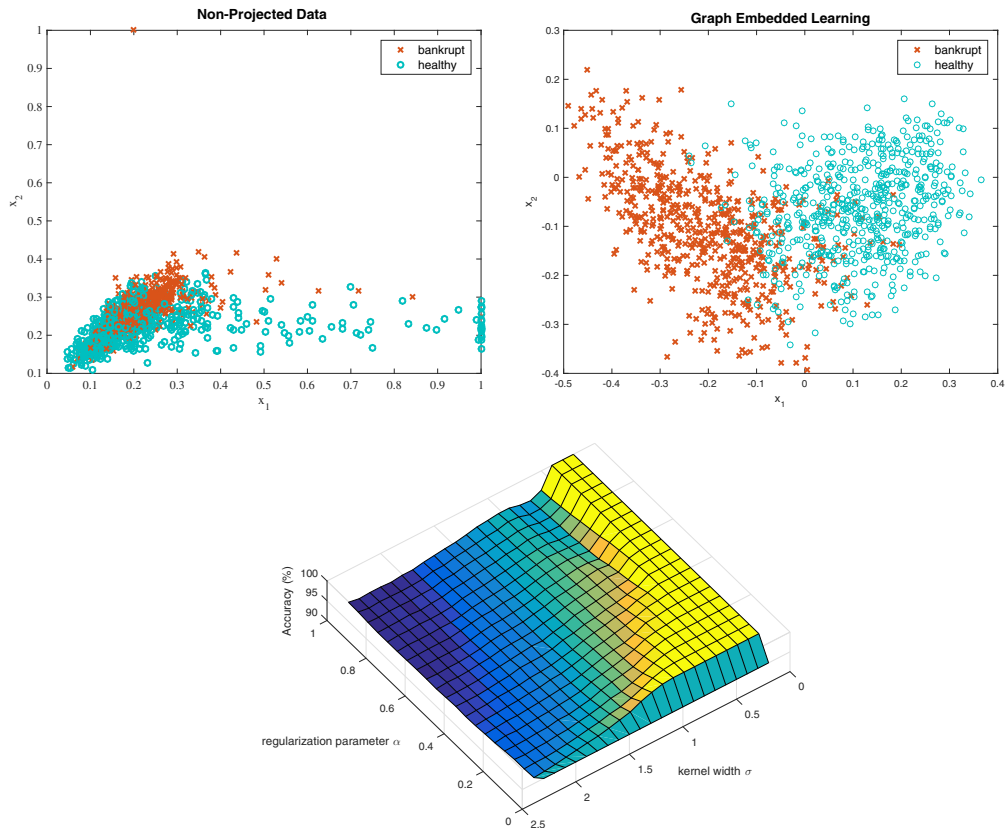 Non-Projected Data
1
0.9
0.8
0.7
0.6
0.5
0.4
0.3
0.2
0.1
x2
0 0.1 0.2 0.3 0.4 0.5 0.6 0.7 0.8 0.9 1
x1
bankrupt
healthy
Graph Embedded Learning
0.3
0.2
0.1
0
-0.1
-0.2
-0.3
-0.4
x2
-0.5 -0.4 -0.3 -0.2 -0.1 0 0.1 0.2 0.3 0.4
x1
bankrupt
healthy
Accuracy (%)
100
95
90
1
0.8
0.6
0.4
0.2
0
regularization parameter α
0
0.5
1
1.5
2
2.5
kernel width σ